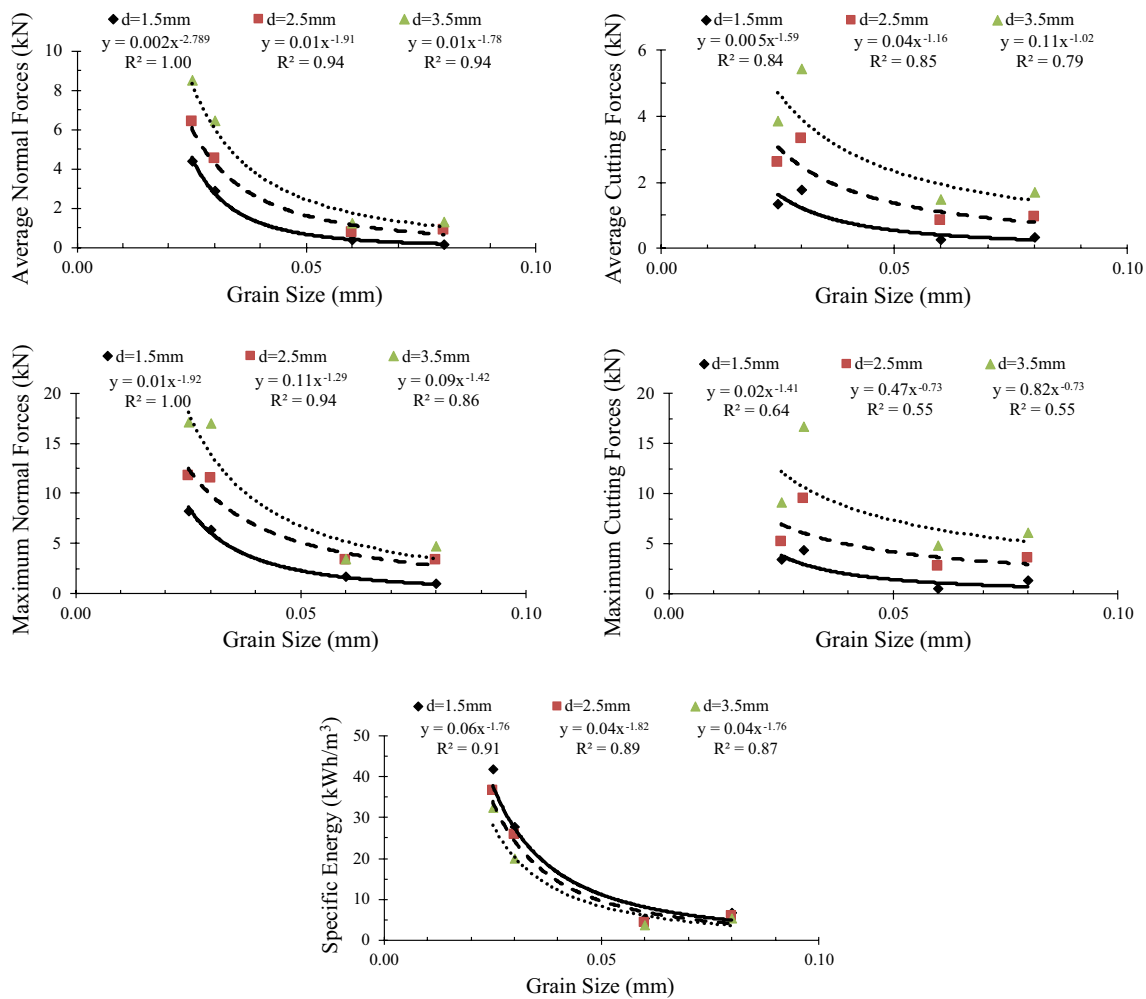 d=1.5mm d=2.5mm d=3.5mm
y = 0.002x-2.789 y = 0.01x-1.91 y = 0.01x-1.78
R² = 1.00 R² = 0.94 R² = 0.94
Average Normal Forces (kN)
10
8
6
4
2
0
0.00 0.05 0.10
Grain Size (mm)
d=1.5mm d=2.5mm d=3.5mm
y = 0.005x-1.59 y = 0.04x-1.16 y = 0.11x-1.02
R² = 0.84 R² = 0.85 R² = 0.79
Average Cutting Forces (kN)
6
4
2
0
0.00 0.05 0.10
Grain Size (mm)
d=1.5mm d=2.5mm d=3.5mm
y = 0.01x-1.92 y = 0.11x-1.29 y = 0.09x-1.42
R² = 1.00 R² = 0.94 R² = 0.86
Maximum Normal Forces (kN)
20
15
10
5
0
0.00 0.05 0.10
Grain Size (mm)
d=1.5mm d=2.5mm d=3.5mm
y = 0.02x-1.41 y = 0.47x-0.73 y = 0.82x-0.73
R² = 0.64 R² = 0.55 R² = 0.55
Maximum Cutting Forces (kN)
20
15
10
5
0
0.00 0.05 0.10
Grain Size (mm)
d=1.5mm d=2.5mm d=3.5mm
y = 0.06x-1.76 y = 0.04x-1.82 y = 0.04x-1.76
R² = 0.91 R² = 0.89 R² = 0.87
Specific Energy (kWh/m³)
50
40
30
20
10
0
0.00 0.05 0.10
Grain Size (mm)